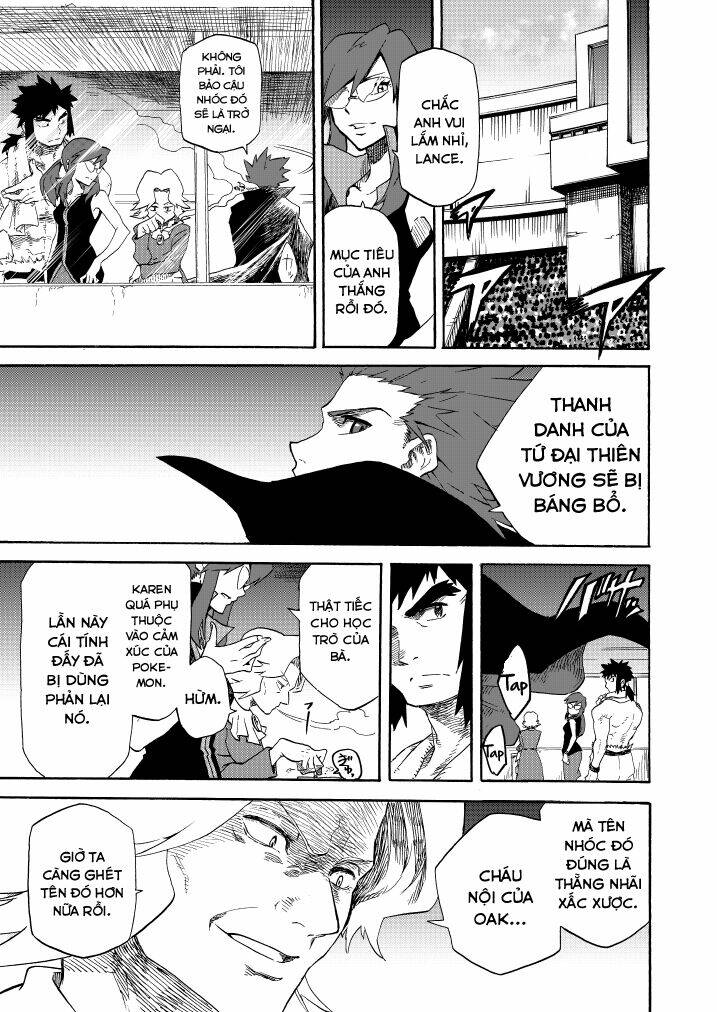 CHẮC
ANH VUI
LẮM NHỈ,
LANCE.
MỤC TIÊU
CỦA ANH
THẮNG
RỒI ĐÓ.
KHÔNG
PHẢI. TÔI
BẢO CẬU
NHÓC ĐÓ
SẼ LÀ TRỞ
NGẠI.
THANH
DANH CỦA
TỨ ĐẠI THIÊN
VƯƠNG SẼ BỊ
BÁNG BỔ.
バサッ
Tap
Tap
THẬT TIẾC
CHO HỌC
TRÒ CỦA
BÀ.
HỪM.
KAREN
QUÁ PHỤ
THUỘC
VÀO CẢM
XÚC CỦA
POKE-
MON.
LẦN NÀY
CÁI TÍNH
ĐẤY ĐÃ
BỊ DÙNG
PHẢN LẠI
NÓ.
MÀ TÊN
NHÓC ĐÓ
ĐÚNG LÀ
THẰNG NHÃI
XẤC XƯỢC.
CHÁU
NỘI CỦA
OAK...
GIỜ TA
CÀNG GHÉT
TÊN ĐÓ HƠN
NỮA RỒI.